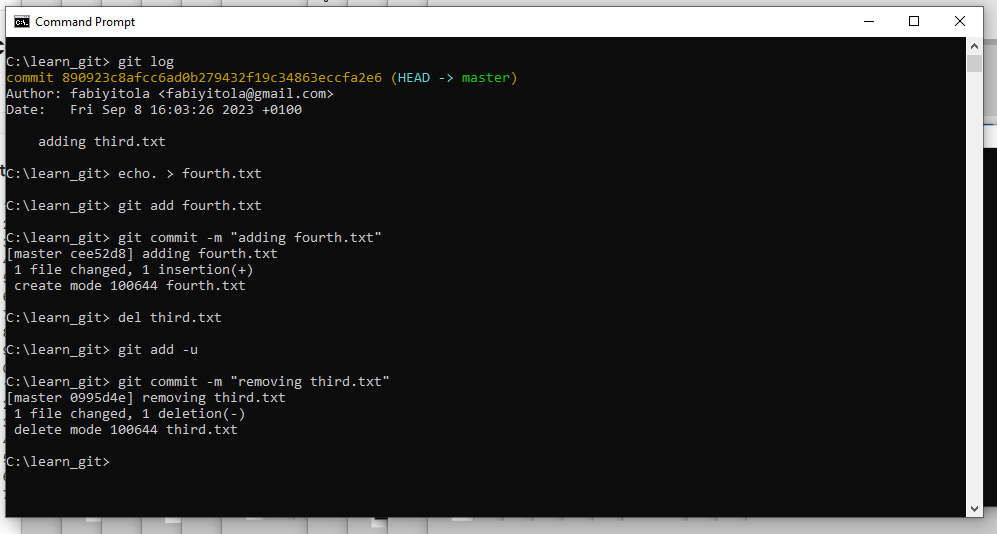 Command Prompt
C:\learn_git> git log
commit 890923c8afcc6ad0b279432f19c34863eccfa2e6 (HEAD -> master)
Author: fabiyitola <fabiyitola@gmail.com>
Date:   Fri Sep 8 16:03:26 2023 +0100
    adding third.txt
C:\learn_git> echo. > fourth.txt
C:\learn_git> git add fourth.txt
C:\learn_git> git commit -m "adding fourth.txt"
[master cee52d8] adding fourth.txt
 1 file changed, 1 insertion(+)
 create mode 100644 fourth.txt
C:\learn_git> del third.txt
C:\learn_git> git add -u
C:\learn_git> git commit -m "removing third.txt"
[master 0995d4e] removing third.txt
 1 file changed, 1 deletion(-)
 delete mode 100644 third.txt
C:\learn_git>